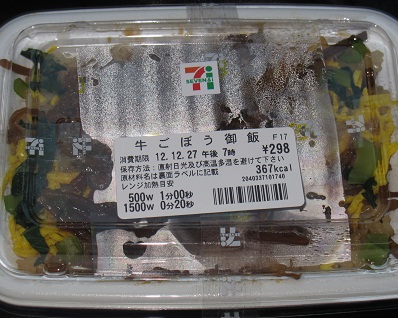 7
SEVEN & i
牛ごぼう御飯 F17
消費期限 12.12.27 午後 7時 ¥298
保存方法：直射日光及び高温多湿を避けて下さい
原材料名は裏面ラベルに記載 367kcal
レンジ加熱目安
500W 1分00秒
1500W 0分20秒